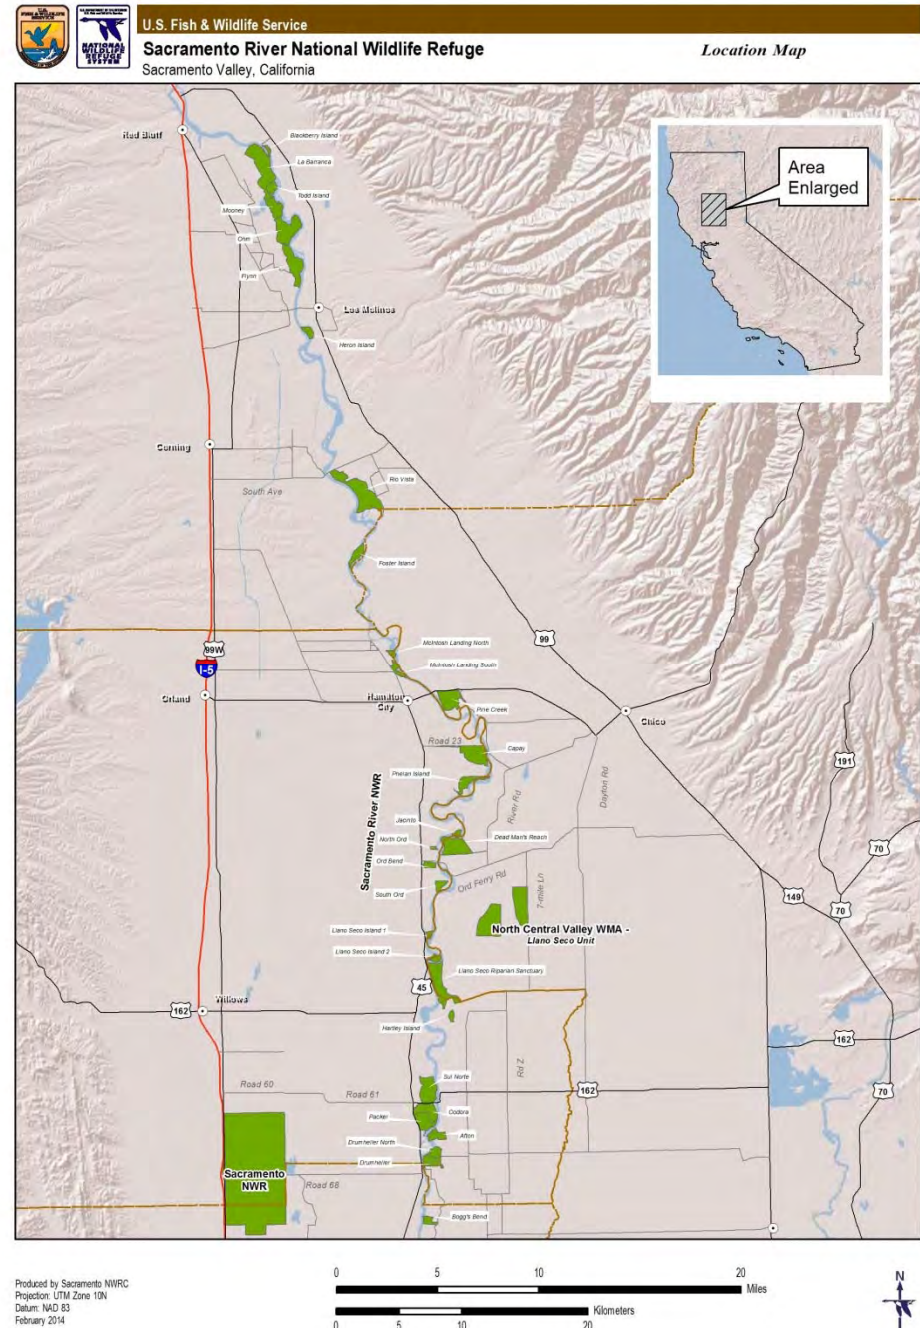 U.S.
FISH & WILDLIFE
SERVICE
NATIONAL
WILDLIFE
REFUGE
SYSTEM
U.S. Fish & Wildlife Service
Sacramento River National Wildlife Refuge
Sacramento Valley, California
Location Map
Area
Enlarged
Red Bluff
Blackberry Island
La Barranca
Todd Island
Mooney
Ohm
Flynn
Los Molinos
Heron Island
Corning
South Ave
Rio Vista
Foster Island
99W
I-5
99
McIntosh Landing North
McIntosh Landing South
Orland
Hamilton
City
Pine Creek
Chico
Road 23
Capay
Phelan Island
191
Sacramento River NWR
River Rd
Dayton Rd
Jacinto
North Ord
Dead Man's Reach
Ord Bend
70
South Ord
Ord Ferry Rd
7-mile Ln
149
70
Llano Seco Island 1
North Central Valley WMA -
Llano Seco Unit
Llano Seco Island 2
Llano Seco Riparian Sanctuary
45
Willows
162
Hartley Island
162
Rd Z
Sul Norte
Road 60
Road 61
162
70
Codora
Packer
Afton
Drumheller North
Drumheller
Sacramento
NWR
Road 68
Bogg's Bend
Produced by Sacramento NWRC
Projection: UTM Zone 10N
Datum: NAD 83
February 2014
0 5 10 20
Miles
Kilometers
0 5 10 20
N